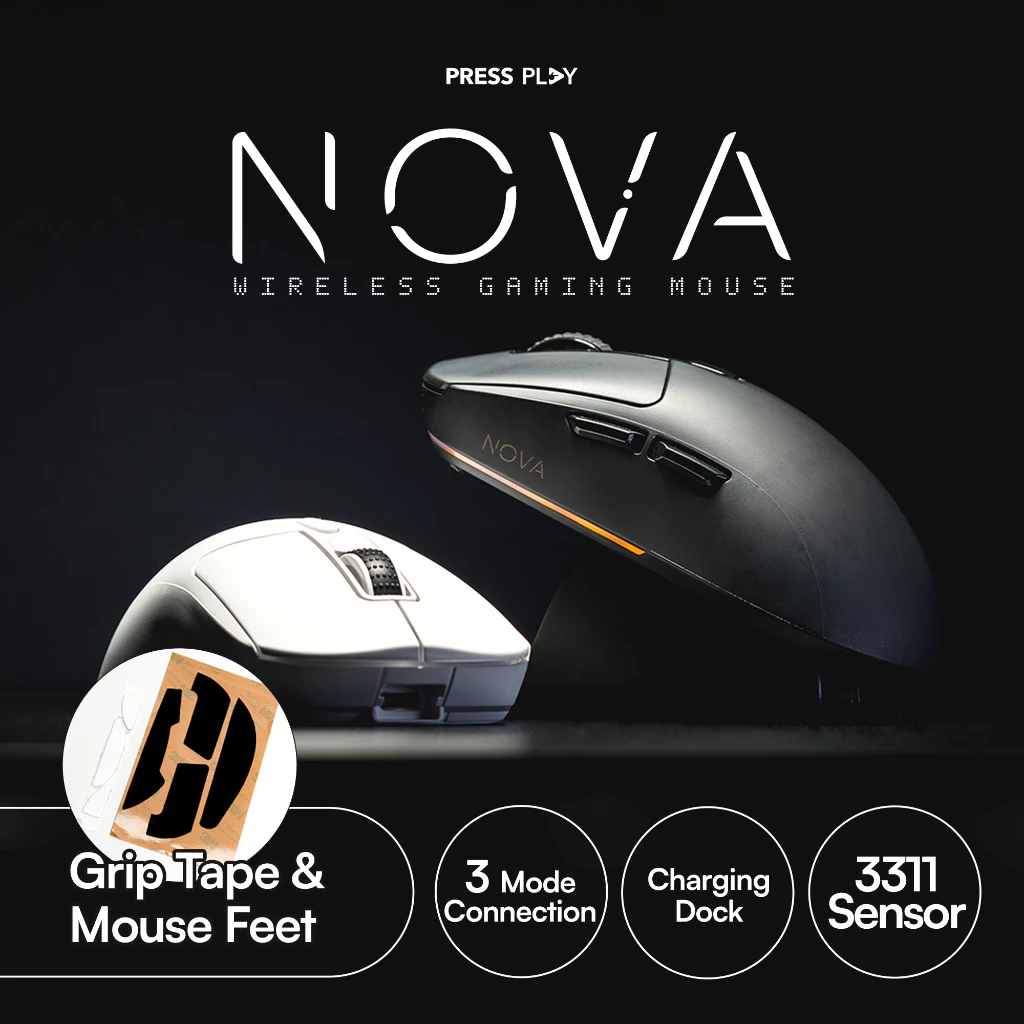 PRESS PLAY
NOVA
WIRELESS GAMING MOUSE
NOVA
Grip Tape &
Mouse Feet
3 Mode
Connection
Charging
Dock
3311
Sensor